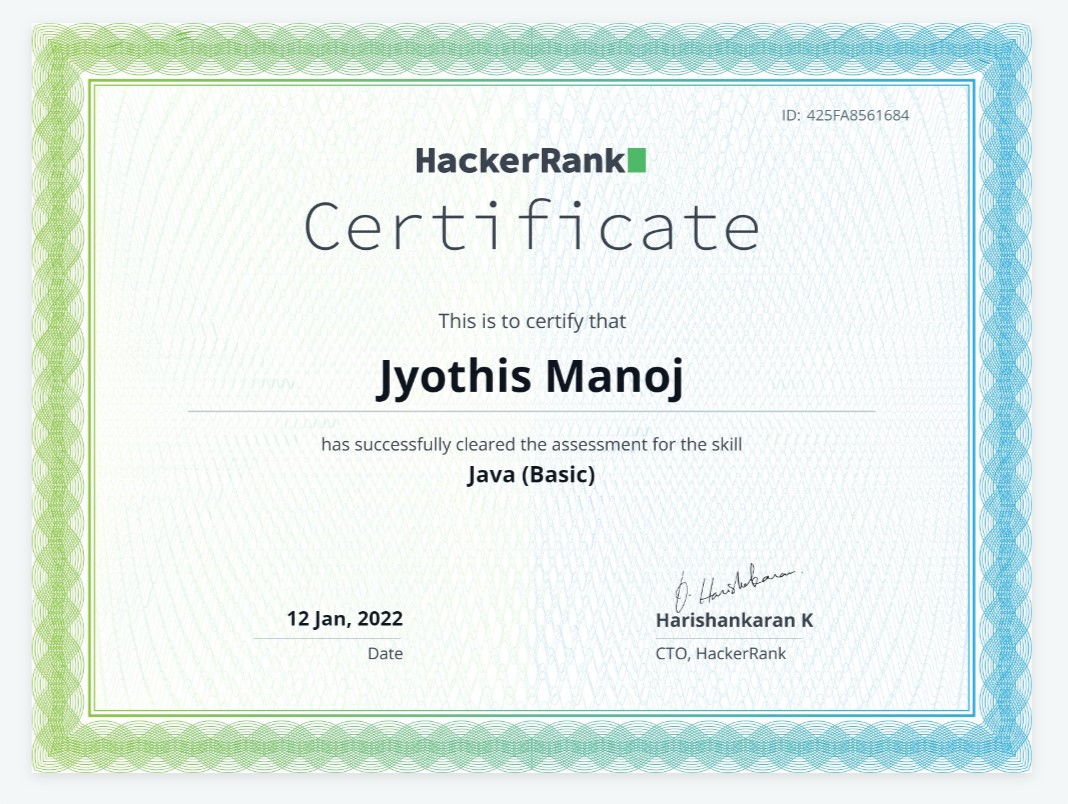 ID: 425FA8561684
HackerRank
Certificate
This is to certify that
Jyothis Manoj
has successfully cleared the assessment for the skill
Java (Basic)
12 Jan, 2022
Date
Harishankaran K
CTO, HackerRank